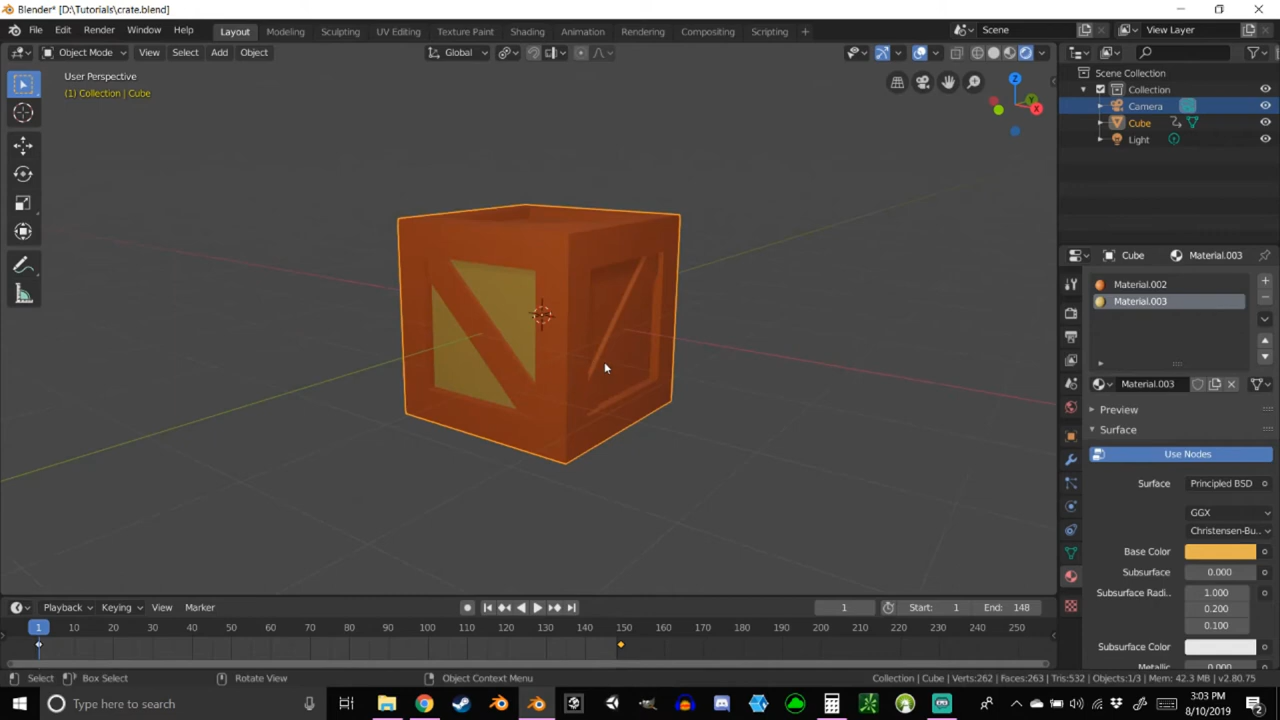 Blender* [D:\Tutorials\crate.blend]
File Edit Render Window Help Layout Modeling Sculpting UV Editing Texture Paint Shading Animation Rendering Compositing Scripting + Scene View Layer
Object Mode View Select Add Object Global
User Perspective
(1) Collection | Cube
Z
Y
X
Scene Collection
Collection
Camera
Cube
Light
Cube Material.003
Material.002
Material.003
Material.003
Preview
Surface
Use Nodes
Surface Principled BSD
GGX
Christensen-Bu..
Base Color
Subsurface 0.000
Subsurface Radi.. 1.000
0.200
0.100
Subsurface Color
Metallic 0.000
Playback Keying View Marker 1 Start: 1 End: 148
1 10 20 30 40 50 60 70 80 90 100 110 120 130 140 150 160 170 180 190 200 210 220 230 240 250
Select Box Select Rotate View Object Context Menu Collection | Cube | Verts:262 | Faces:263 | Tris:532 | Objects:1/3 | Mem: 42.3 MB | v2.80.75
Type here to search
3:03 PM
8/10/2019
2